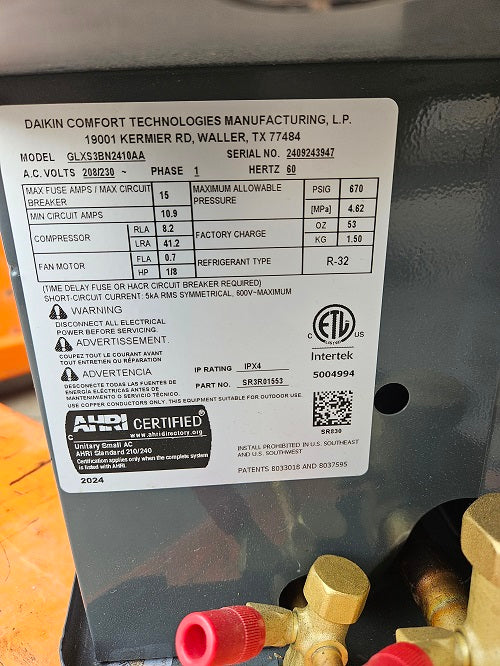 DAIKIN COMFORT TECHNOLOGIES MANUFACTURING, L.P.
19001 KERMIER RD, WALLER, TX 77484
MODEL GLXS3BN2410AA SERIAL NO. 2409243947
A.C. VOLTS 208/230 ~ PHASE 1 HERTZ 60
MAX FUSE AMPS / MAX CIRCUIT BREAKER 15
MIN CIRCUIT AMPS 10.9
COMPRESSOR RLA 8.2
LRA 41.2
FAN MOTOR FLA 0.7
HP 1/8
MAXIMUM ALLOWABLE PRESSURE PSIG 670
[MPa] 4.62
FACTORY CHARGE OZ 53
KG 1.50
REFRIGERANT TYPE R-32
(TIME DELAY FUSE OR HACR CIRCUIT BREAKER REQUIRED)
SHORT-CIRCUIT CURRENT: 5kA RMS SYMMETRICAL, 600V~MAXIMUM
WARNING
DISCONNECT ALL ELECTRICAL
POWER BEFORE SERVICING.
ADVERTISSEMENT.
COUPEZ TOUT LE COURANT AVANT
TOUT ENTRETIEN OU RÉPARATION
ADVERTENCIA
DESCONECTE TODAS LAS FUENTES DE
ENERGÍA ELÉCTRICAS ANTES DE
MANTENIMIENTO O SERVICIO TÉCNICO.
USE COPPER CONDUCTORS ONLY. THIS EQUIPMENT SUITABLE FOR OUTDOOR USE.
IP RATING IPX4
PART NO. SR3R01553
ETL
C US
Intertek
5004994
SR830
C AHRI CERTIFIED®
www.ahridirectory.org
Unitary Small AC
AHRI Standard 210/240
Certification applies only when the complete system
is listed with AHRI.
2024
INSTALL PROHIBITED IN U.S. SOUTHEAST
AND U.S. SOUTHWEST
PATENTS 8033018 AND 8037595